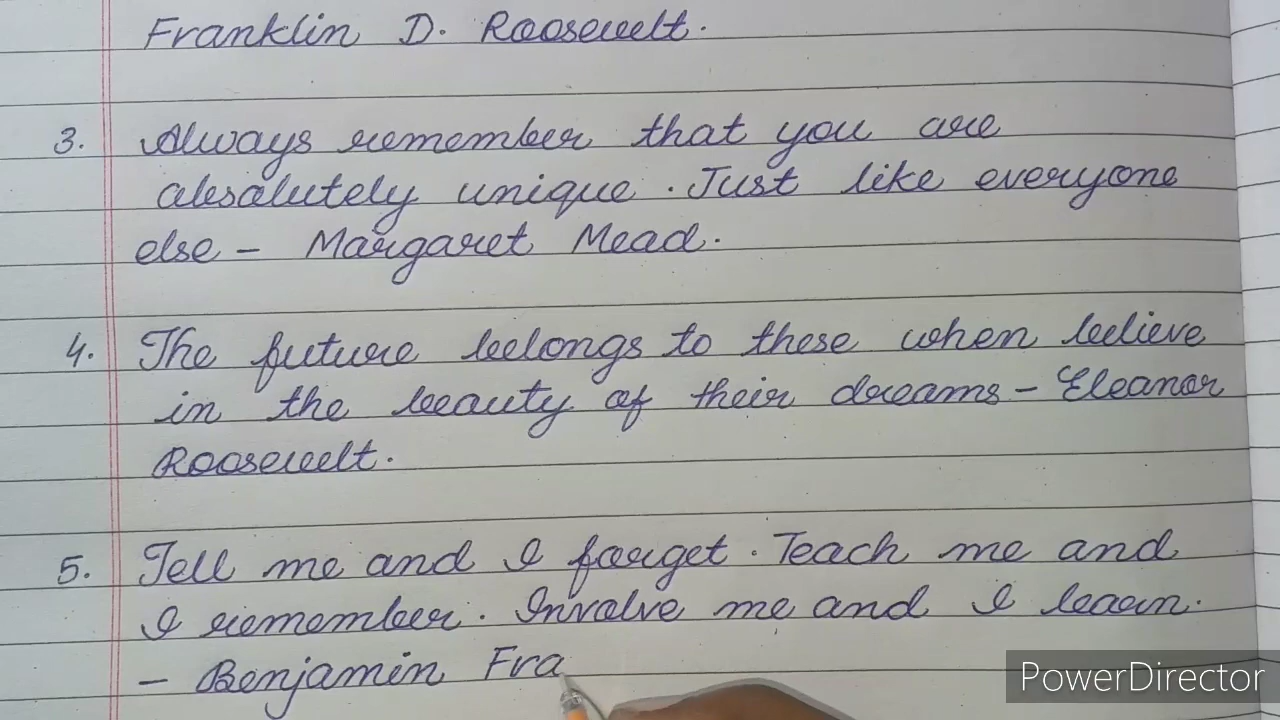 Franklin D. Roosevelt.
3. Always remember that you are
absolutely unique. Just like everyone
else - Margaret Mead.
4. The future belongs to these when believe
in the beauty of their dreams - Eleanor
Roosevelt.
5. Tell me and I forget. Teach me and
I remember. Involve me and I learn.
- Benjamin Fra
PowerDirector